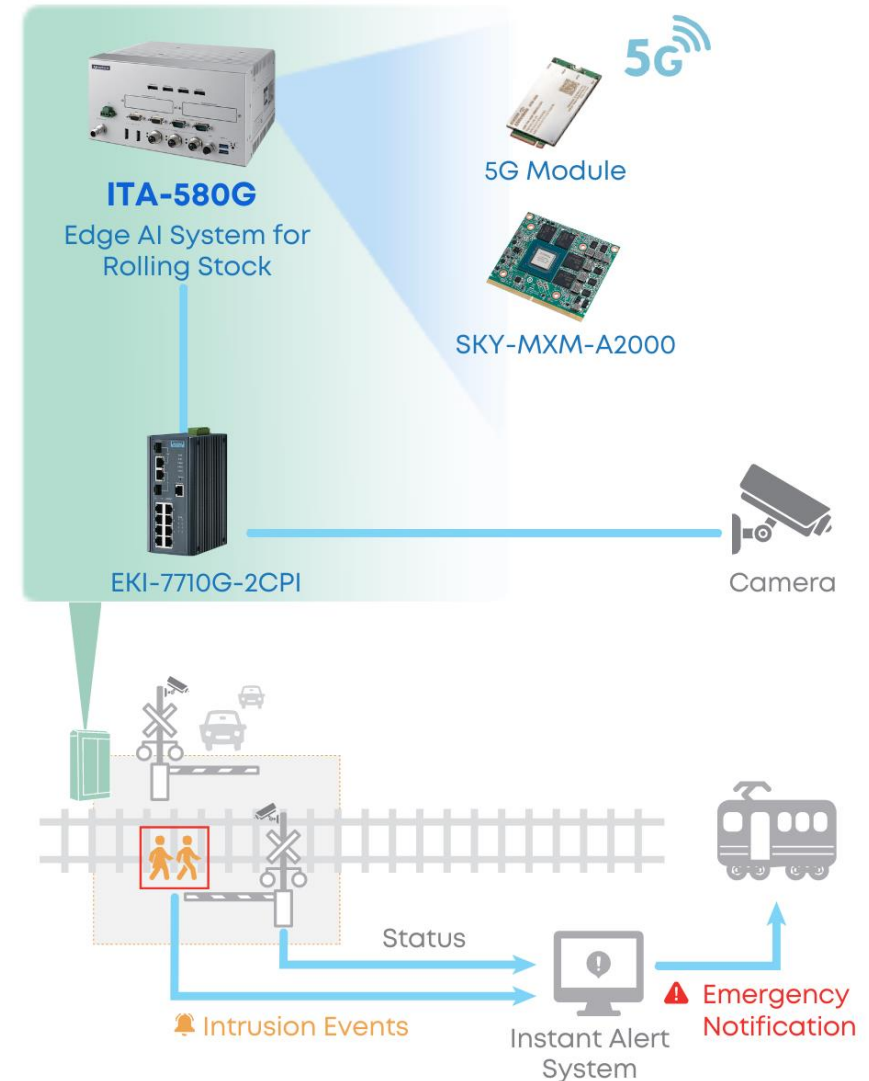 5G
5G Module
ITA-580G
Edge AI System for
Rolling Stock
SKY-MXM-A2000
EKI-7710G-2CPI
Camera
Status
Intrusion Events
Instant Alert
System
Emergency
Notification